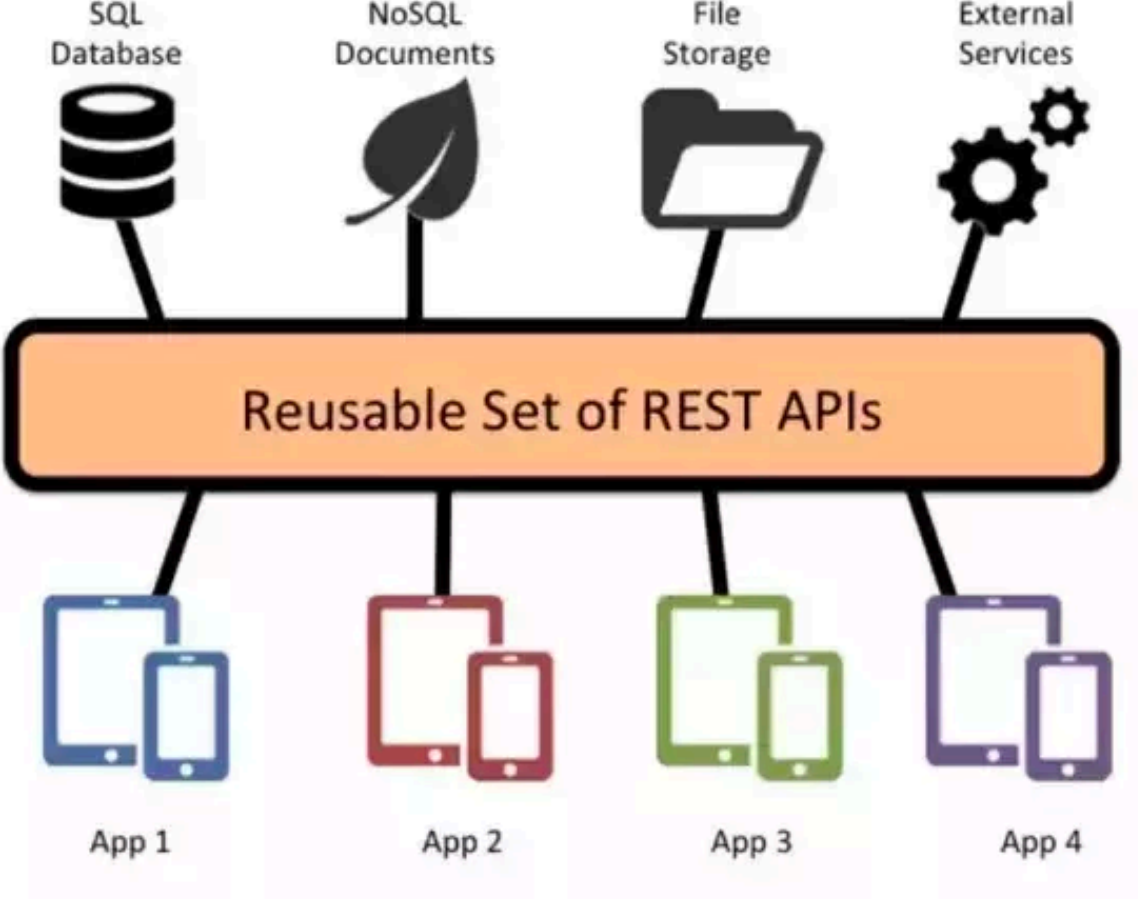 SQL
Database
NoSQL
Documents
File
Storage
External
Services
Reusable Set of REST APIs
App 1
App 2
App 3
App 4